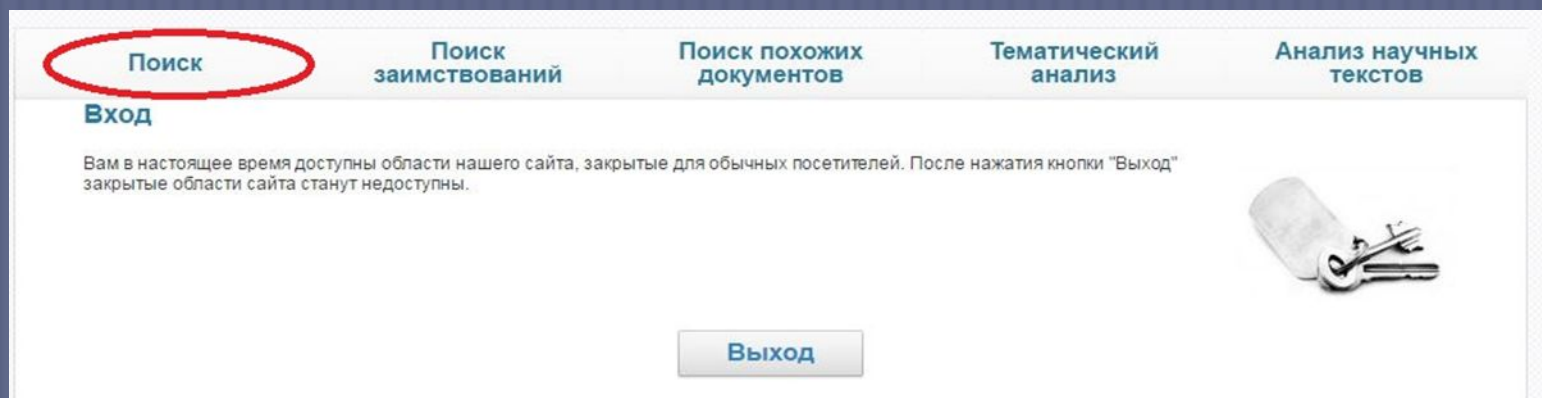 Поиск
Поиск
заимствований
Поиск похожих
документов
Тематический
анализ
Анализ научных
текстов
Вход
Вам в настоящее время доступны области нашего сайта, закрытые для обычных посетителей. После нажатия кнопки "Выход"
закрытые области сайта станут недоступны.
Выход